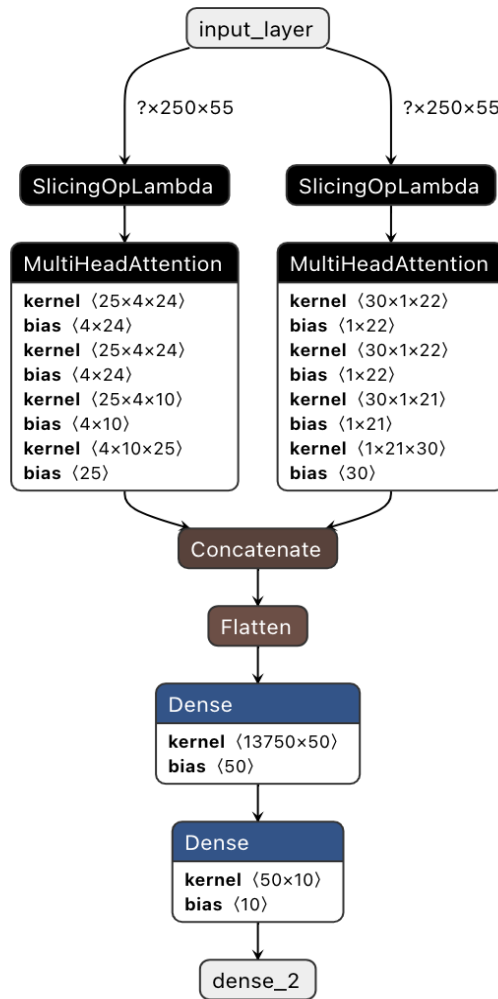 input_layer
?×250×55
?×250×55
SlicingOpLambda
SlicingOpLambda
MultiHeadAttention
kernel ⟨25×4×24⟩
bias ⟨4×24⟩
kernel ⟨25×4×24⟩
bias ⟨4×24⟩
kernel ⟨25×4×10⟩
bias ⟨4×10⟩
kernel ⟨4×10×25⟩
bias ⟨25⟩
MultiHeadAttention
kernel ⟨30×1×22⟩
bias ⟨1×22⟩
kernel ⟨30×1×22⟩
bias ⟨1×22⟩
kernel ⟨30×1×21⟩
bias ⟨1×21⟩
kernel ⟨1×21×30⟩
bias ⟨30⟩
Concatenate
Flatten
Dense
kernel ⟨13750×50⟩
bias ⟨50⟩
Dense
kernel ⟨50×10⟩
bias ⟨10⟩
dense_2